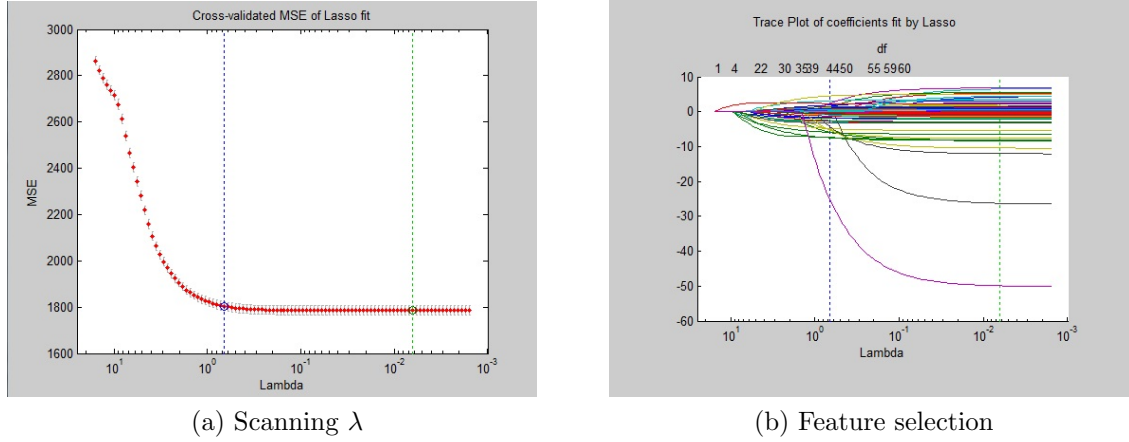 Cross-validated MSE of Lasso fit
3000
2800
2600
2400
2200
2000
1800
1600
MSE
10^1
10^0
10^-1
10^-2
10^-3
Lambda
(a) Scanning λ
Trace Plot of coefficients fit by Lasso
df
1 4 22 30 35 39 44 50 55 59 60
10
0
-10
-20
-30
-40
-50
-60
10^1
10^0
10^-1
10^-2
10^-3
Lambda
(b) Feature selection